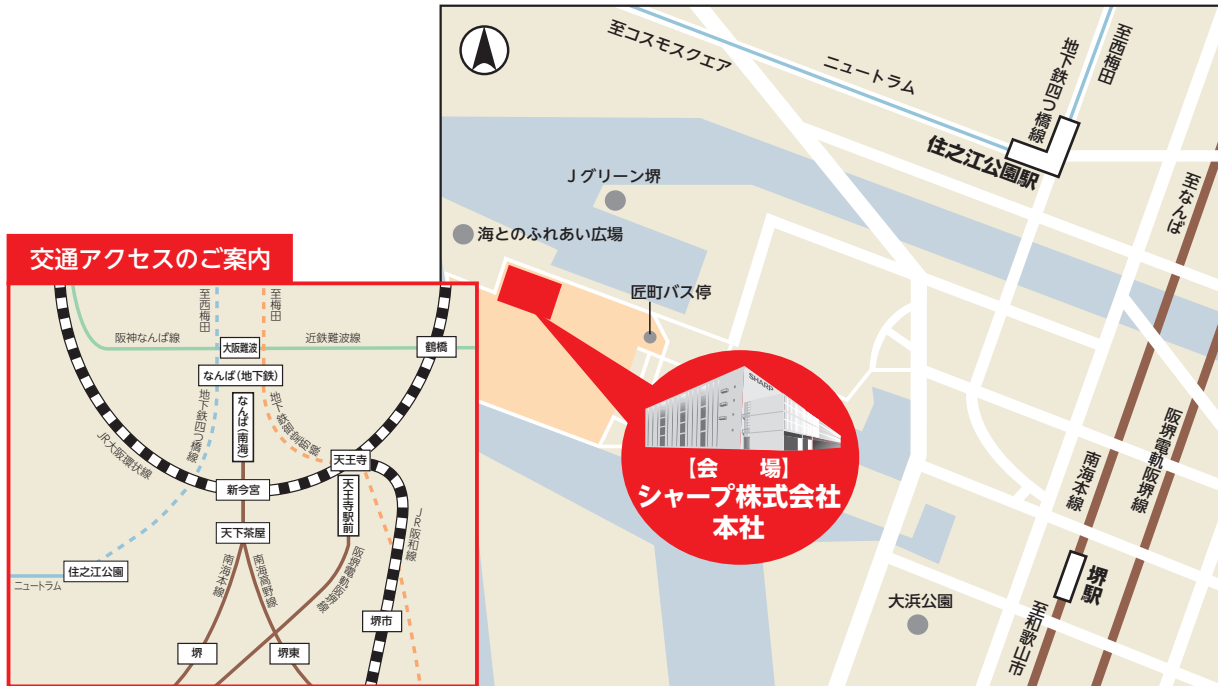 至コスモスクエア
ニュートラム
地下鉄四つ橋線
至西梅田
住之江公園駅
至なんば
Jグリーン堺
海とのふれあい広場
匠町バス停
SHARP
【会 場】
シャープ株式会社
本社
南海本線
阪堺電軌阪堺線
堺駅
至和歌山市
大浜公園
交通アクセスのご案内
至西梅田
至梅田
阪神なんば線
大阪難波
近鉄難波線
鶴橋
なんば(地下鉄)
地下鉄四つ橋線
なんば(南海)
地下鉄御堂筋線
JR大阪環状線
天王寺
新今宮
天王寺駅前
天下茶屋
JR阪和線
住之江公園
ニュートラム
南海本線
南海高野線
阪堺電軌阪堺線
堺市
堺
堺東